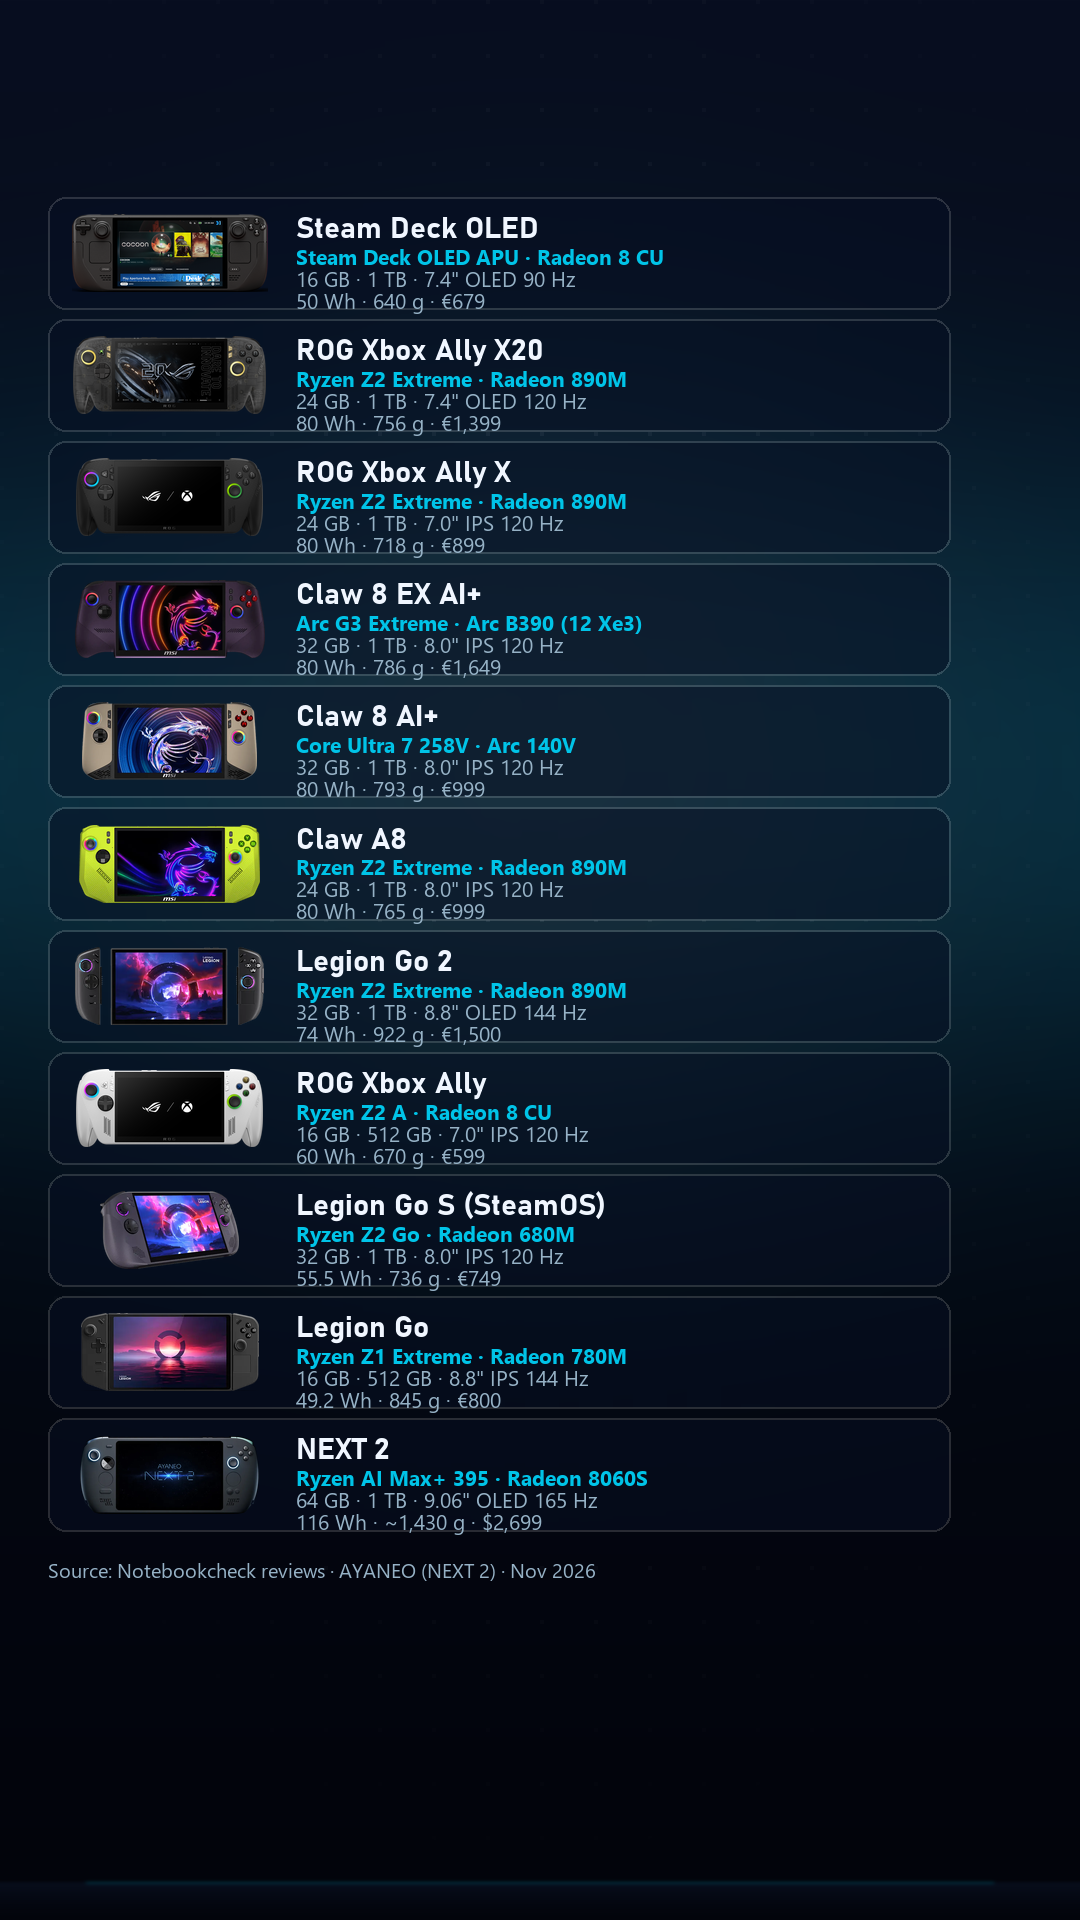 Steam Deck OLED
Steam Deck OLED APU · Radeon 8 CU
16 GB · 1 TB · 7.4" OLED 90 Hz
50 Wh · 640 g · €679
ROG Xbox Ally X20
Ryzen Z2 Extreme · Radeon 890M
24 GB · 1 TB · 7.4" OLED 120 Hz
80 Wh · 756 g · €1,399
ROG Xbox Ally X
Ryzen Z2 Extreme · Radeon 890M
24 GB · 1 TB · 7.0" IPS 120 Hz
80 Wh · 718 g · €899
Claw 8 EX AI+
Arc G3 Extreme · Arc B390 (12 Xe3)
32 GB · 1 TB · 8.0" IPS 120 Hz
80 Wh · 786 g · €1,649
Claw 8 AI+
Core Ultra 7 258V · Arc 140V
32 GB · 1 TB · 8.0" IPS 120 Hz
80 Wh · 793 g · €999
Claw A8
Ryzen Z2 Extreme · Radeon 890M
24 GB · 1 TB · 8.0" IPS 120 Hz
80 Wh · 765 g · €999
Legion Go 2
Ryzen Z2 Extreme · Radeon 890M
32 GB · 1 TB · 8.8" OLED 144 Hz
74 Wh · 922 g · €1,500
ROG Xbox Ally
Ryzen Z2 A · Radeon 8 CU
16 GB · 512 GB · 7.0" IPS 120 Hz
60 Wh · 670 g · €599
Legion Go S (SteamOS)
Ryzen Z2 Go · Radeon 680M
32 GB · 1 TB · 8.0" IPS 120 Hz
55.5 Wh · 736 g · €749
Legion Go
Ryzen Z1 Extreme · Radeon 780M
16 GB · 512 GB · 8.8" IPS 144 Hz
49.2 Wh · 845 g · €800
AYANEO
NEXT 2
NEXT 2
Ryzen AI Max+ 395 · Radeon 8060S
64 GB · 1 TB · 9.06" OLED 165 Hz
116 Wh · ~1,430 g · $2,699
Source: Notebookcheck reviews · AYANEO (NEXT 2) · Nov 2026